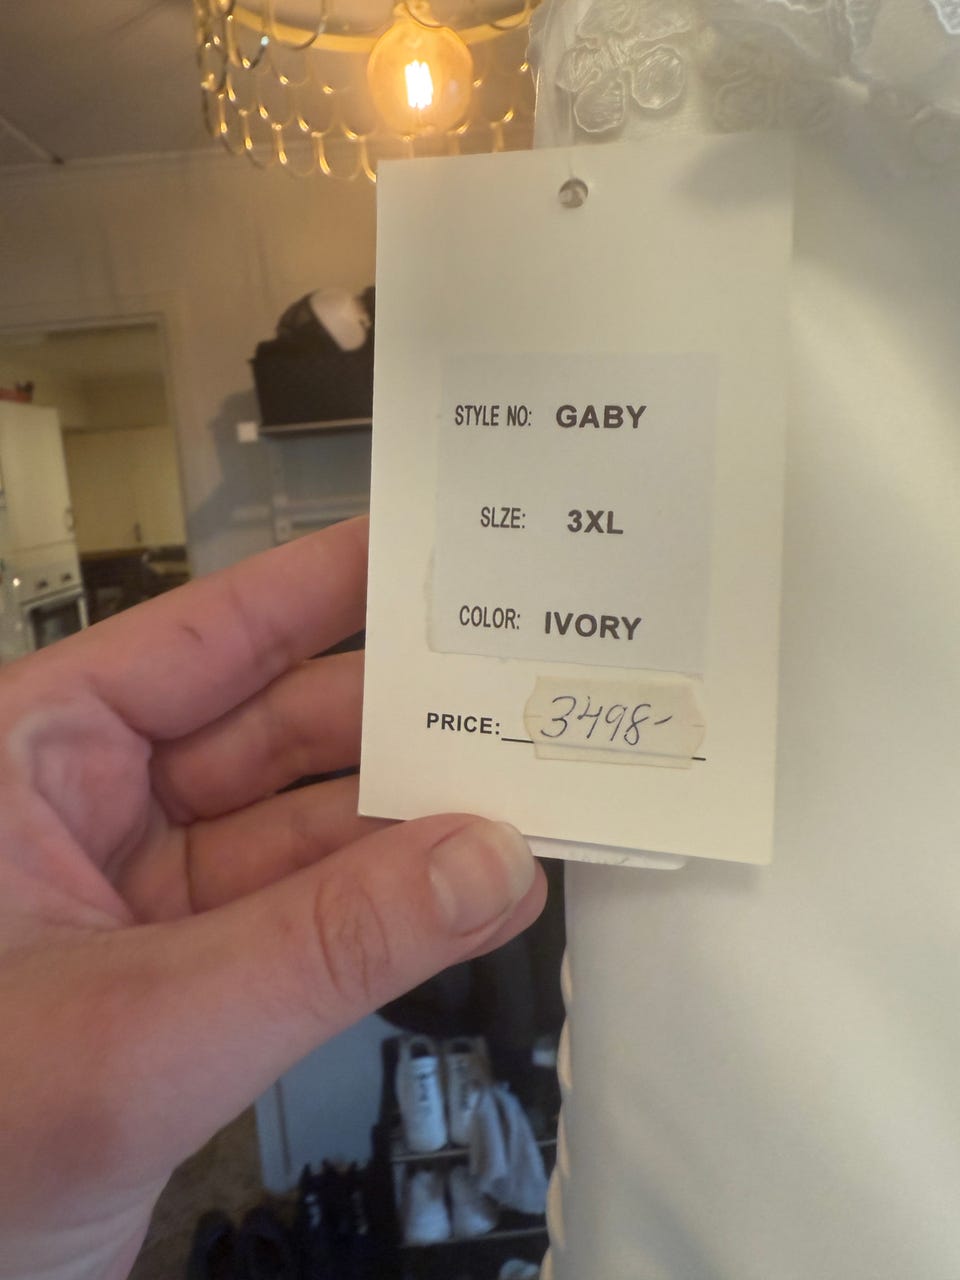 STYLE NO: GABY
SLZE: 3XL
COLOR: IVORY
PRICE: 3498-